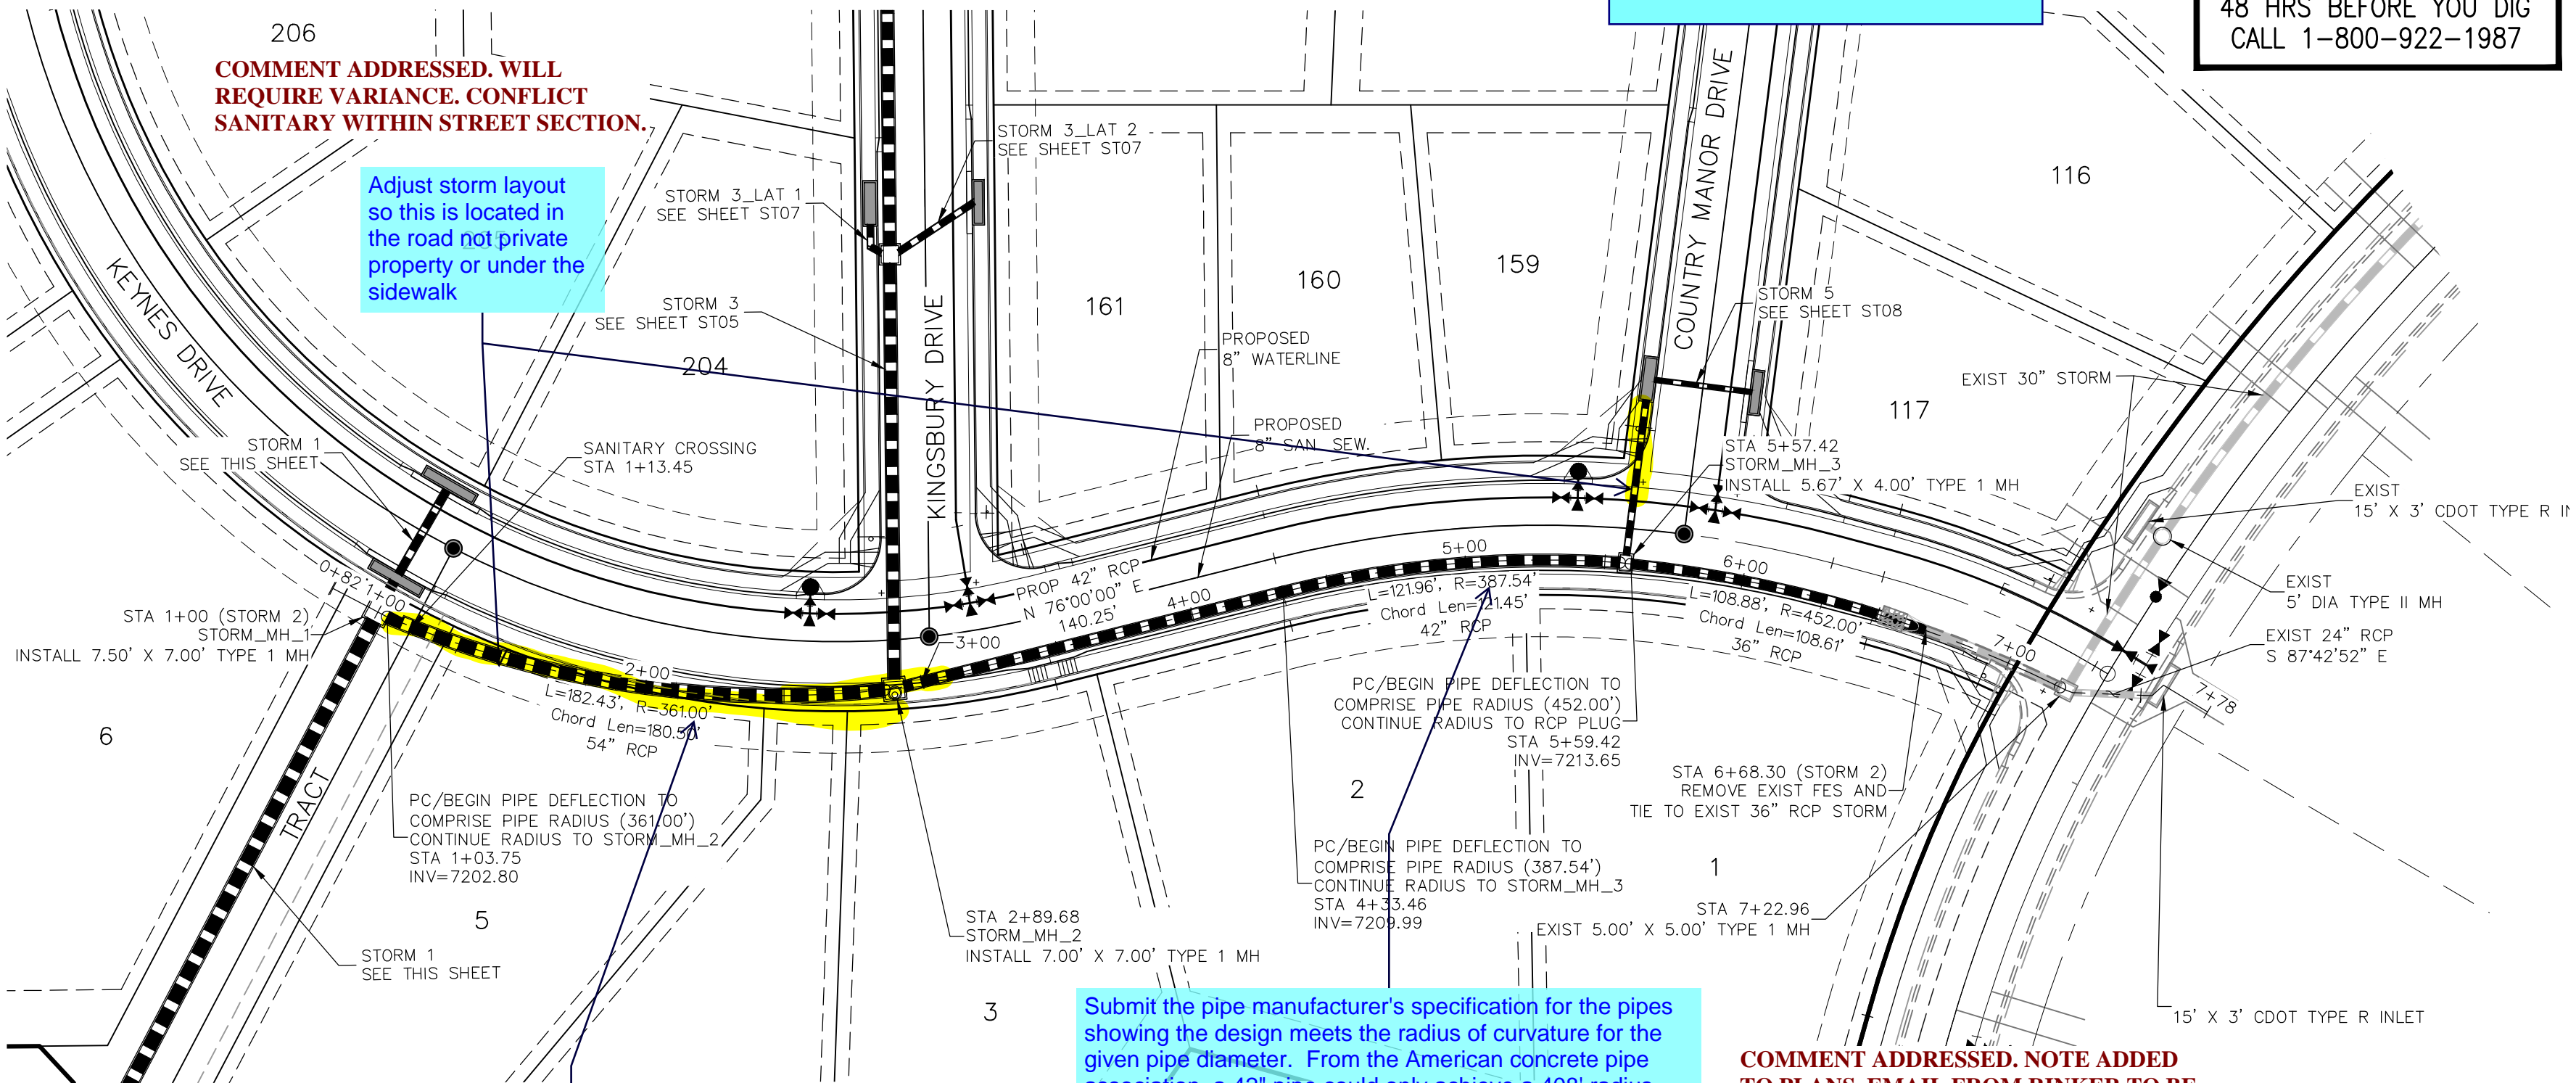 48 HRS BEFORE YOU DIG
CALL 1-800-922-1987
206
COMMENT ADDRESSED. WILL
REQUIRE VARIANCE. CONFLICT
SANITARY WITHIN STREET SECTION.
Adjust storm layout
so this is located in
the road not private
property or under the
sidewalk
STORM 3_LAT 2
SEE SHEET ST07
STORM 3_LAT 1
SEE SHEET ST07
STORM 3
SEE SHEET ST05
204
KEYNES DRIVE
KINGSBURY DRIVE
COUNTRY MANOR DRIVE
161
160
159
116
117
PROPOSED
8" WATERLINE
PROPOSED
8" SAN. SEW.
STORM 5
SEE SHEET ST08
EXIST 30" STORM
STORM 1
SEE THIS SHEET
SANITARY CROSSING
STA 1+13.45
STA 5+57.42
STORM_MH_3
INSTALL 5.67' X 4.00' TYPE 1 MH
EXIST
15' X 3' CDOT TYPE R IN
EXIST
5' DIA TYPE II MH
EXIST 24" RCP
S 87°42'52" E
0+82
1+00
2+00
3+00
4+00
5+00
6+00
7+00
7+78
STA 1+00 (STORM 2)
STORM_MH_1
INSTALL 7.50' X 7.00' TYPE 1 MH
PROP 42" RCP
N 76°00'00" E
140.25'
L=121.96', R=387.54'
Chord Len=121.45'
42" RCP
L=108.88', R=452.00'
Chord Len=108.61'
36" RCP
L=182.43', R=361.00'
Chord Len=180.50'
54" RCP
6
TRACT
PC/BEGIN PIPE DEFLECTION TO
COMPRISE PIPE RADIUS (361.00')
CONTINUE RADIUS TO STORM_MH_2
STA 1+03.75
INV=7202.80
5
STORM 1
SEE THIS SHEET
PC/BEGIN PIPE DEFLECTION TO
COMPRISE PIPE RADIUS (452.00')
CONTINUE RADIUS TO RCP PLUG
STA 5+59.42
INV=7213.65
2
STA 6+68.30 (STORM 2)
REMOVE EXIST FES AND
TIE TO EXIST 36" RCP STORM
PC/BEGIN PIPE DEFLECTION TO
COMPRISE PIPE RADIUS (387.54')
CONTINUE RADIUS TO STORM_MH_3
STA 4+33.46
INV=7209.99
1
STA 7+22.96
EXIST 5.00' X 5.00' TYPE 1 MH
STA 2+89.68
STORM_MH_2
INSTALL 7.00' X 7.00' TYPE 1 MH
3
15' X 3' CDOT TYPE R INLET
Submit the pipe manufacturer's specification for the pipes
showing the design meets the radius of curvature for the
given pipe diameter. From the American concrete pipe
association, a 42" pipe could only achieve a 408' radius
COMMENT ADDRESSED. NOTE ADDED
TO PLANS. EMAIL FROM RINKER TO BE